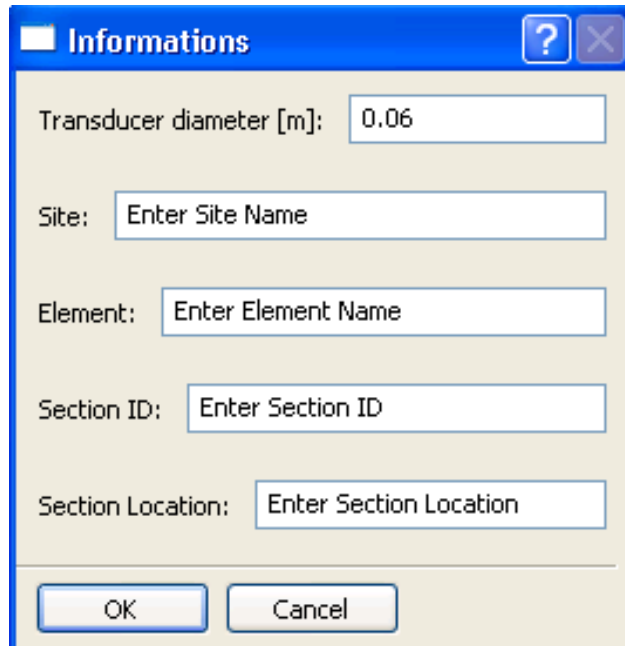 Informations
Transducer diameter [m]: 0.06
Site: Enter Site Name
Element: Enter Element Name
Section ID: Enter Section ID
Section Location: Enter Section Location
OK Cancel